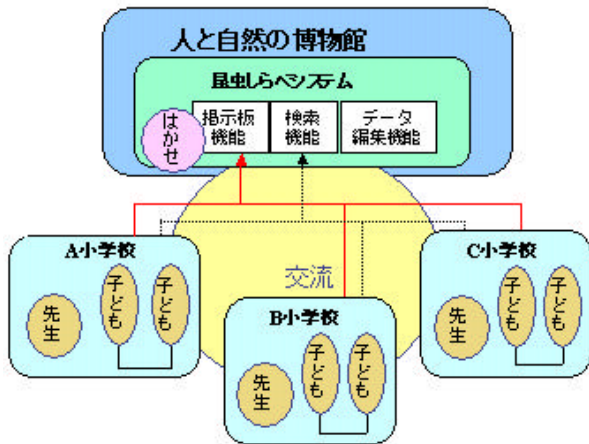 人と自然の博物館
昆虫しらべシステム
はかせ
掲示板
機能
検索
機能
データ
編集機能
交流
A小学校
先生
子ども
子ども
B小学校
先生
子ども
子ども
C小学校
先生
子ども
子ども